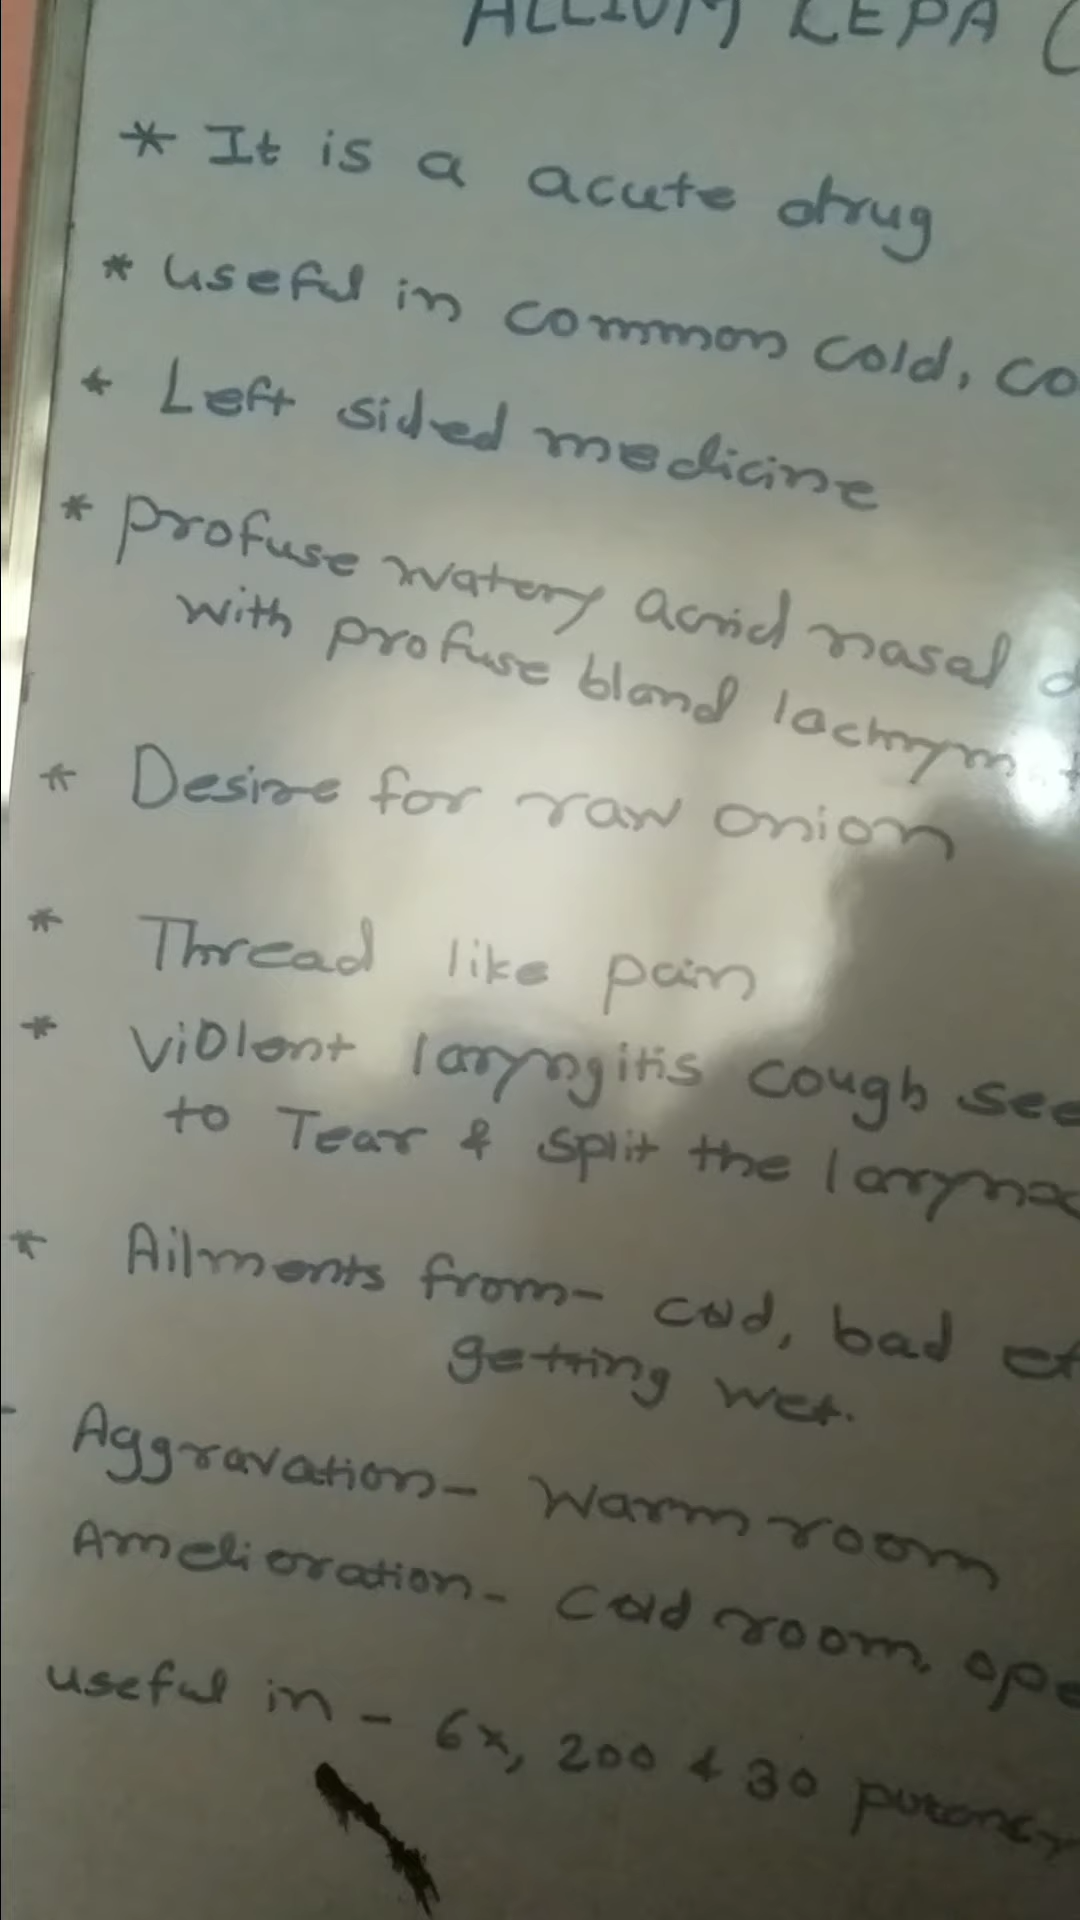 ALLIUM CEPA (
* It is a acute drug
* useful in common cold, co
* Left sided medicine
* Profuse watery acrid nasal d
with profuse bland lachrym
* Desire for raw onion
* Thread like pain
* Violent laryngitis cough see
to Tear & split the larynx
* Ailments from- cold, bad ef
getting wet.
- Aggravation- Warm room
Amelioration- Cold room, ope
useful in - 6x, 200 & 30 potency